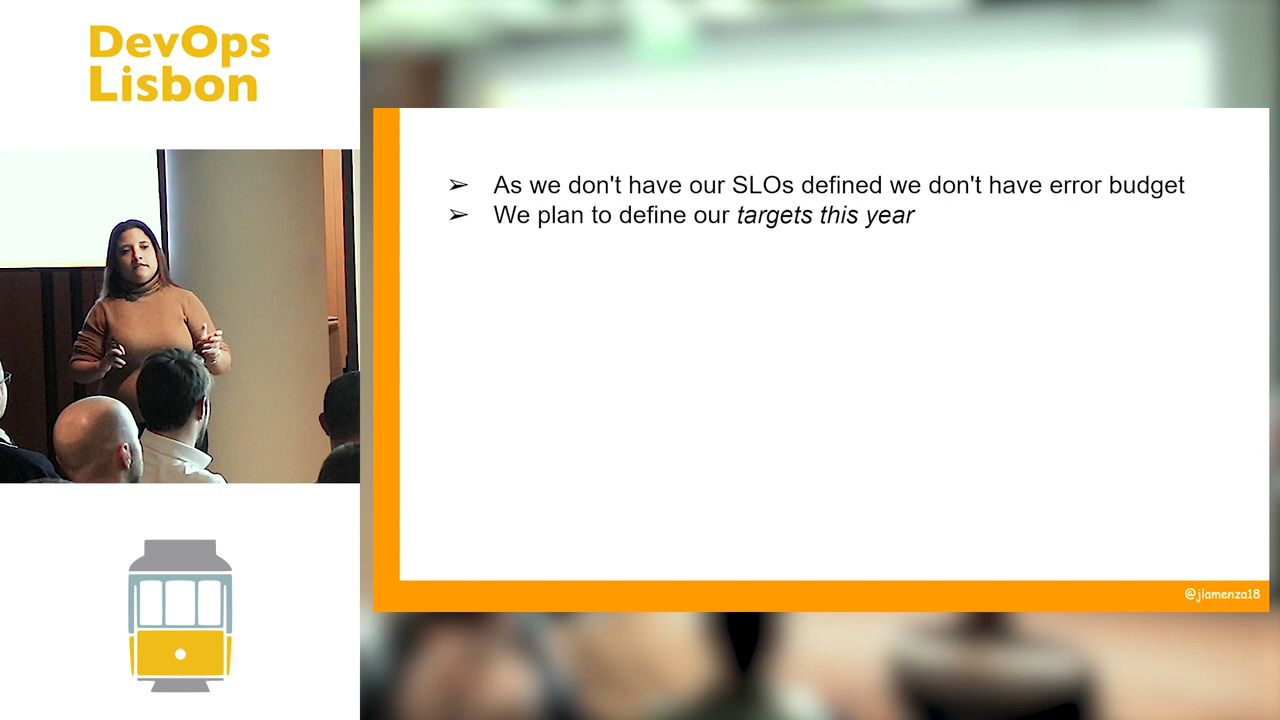 DevOps
Lisbon
➢ As we don't have our SLOs defined we don't have error budget
➢ We plan to define our targets this year
@jlamenza18